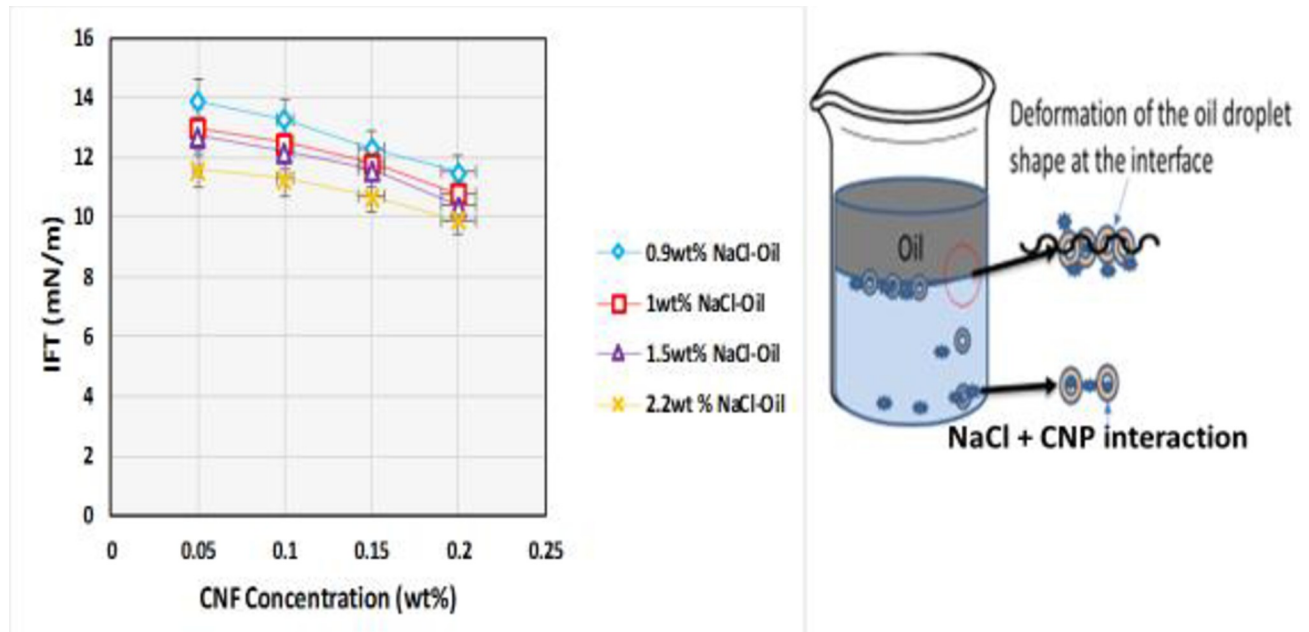 16
14
12
10
8
6
4
2
0
IFT (mN/m)
0 0.05 0.1 0.15 0.2 0.25
CNF Concentration (wt%)
0.9wt% NaCl-Oil
1wt% NaCl-Oil
1.5wt% NaCl-Oil
2.2wt % NaCl-Oil
Deformation of the oil droplet
shape at the interface
Oil
NaCl + CNP interaction